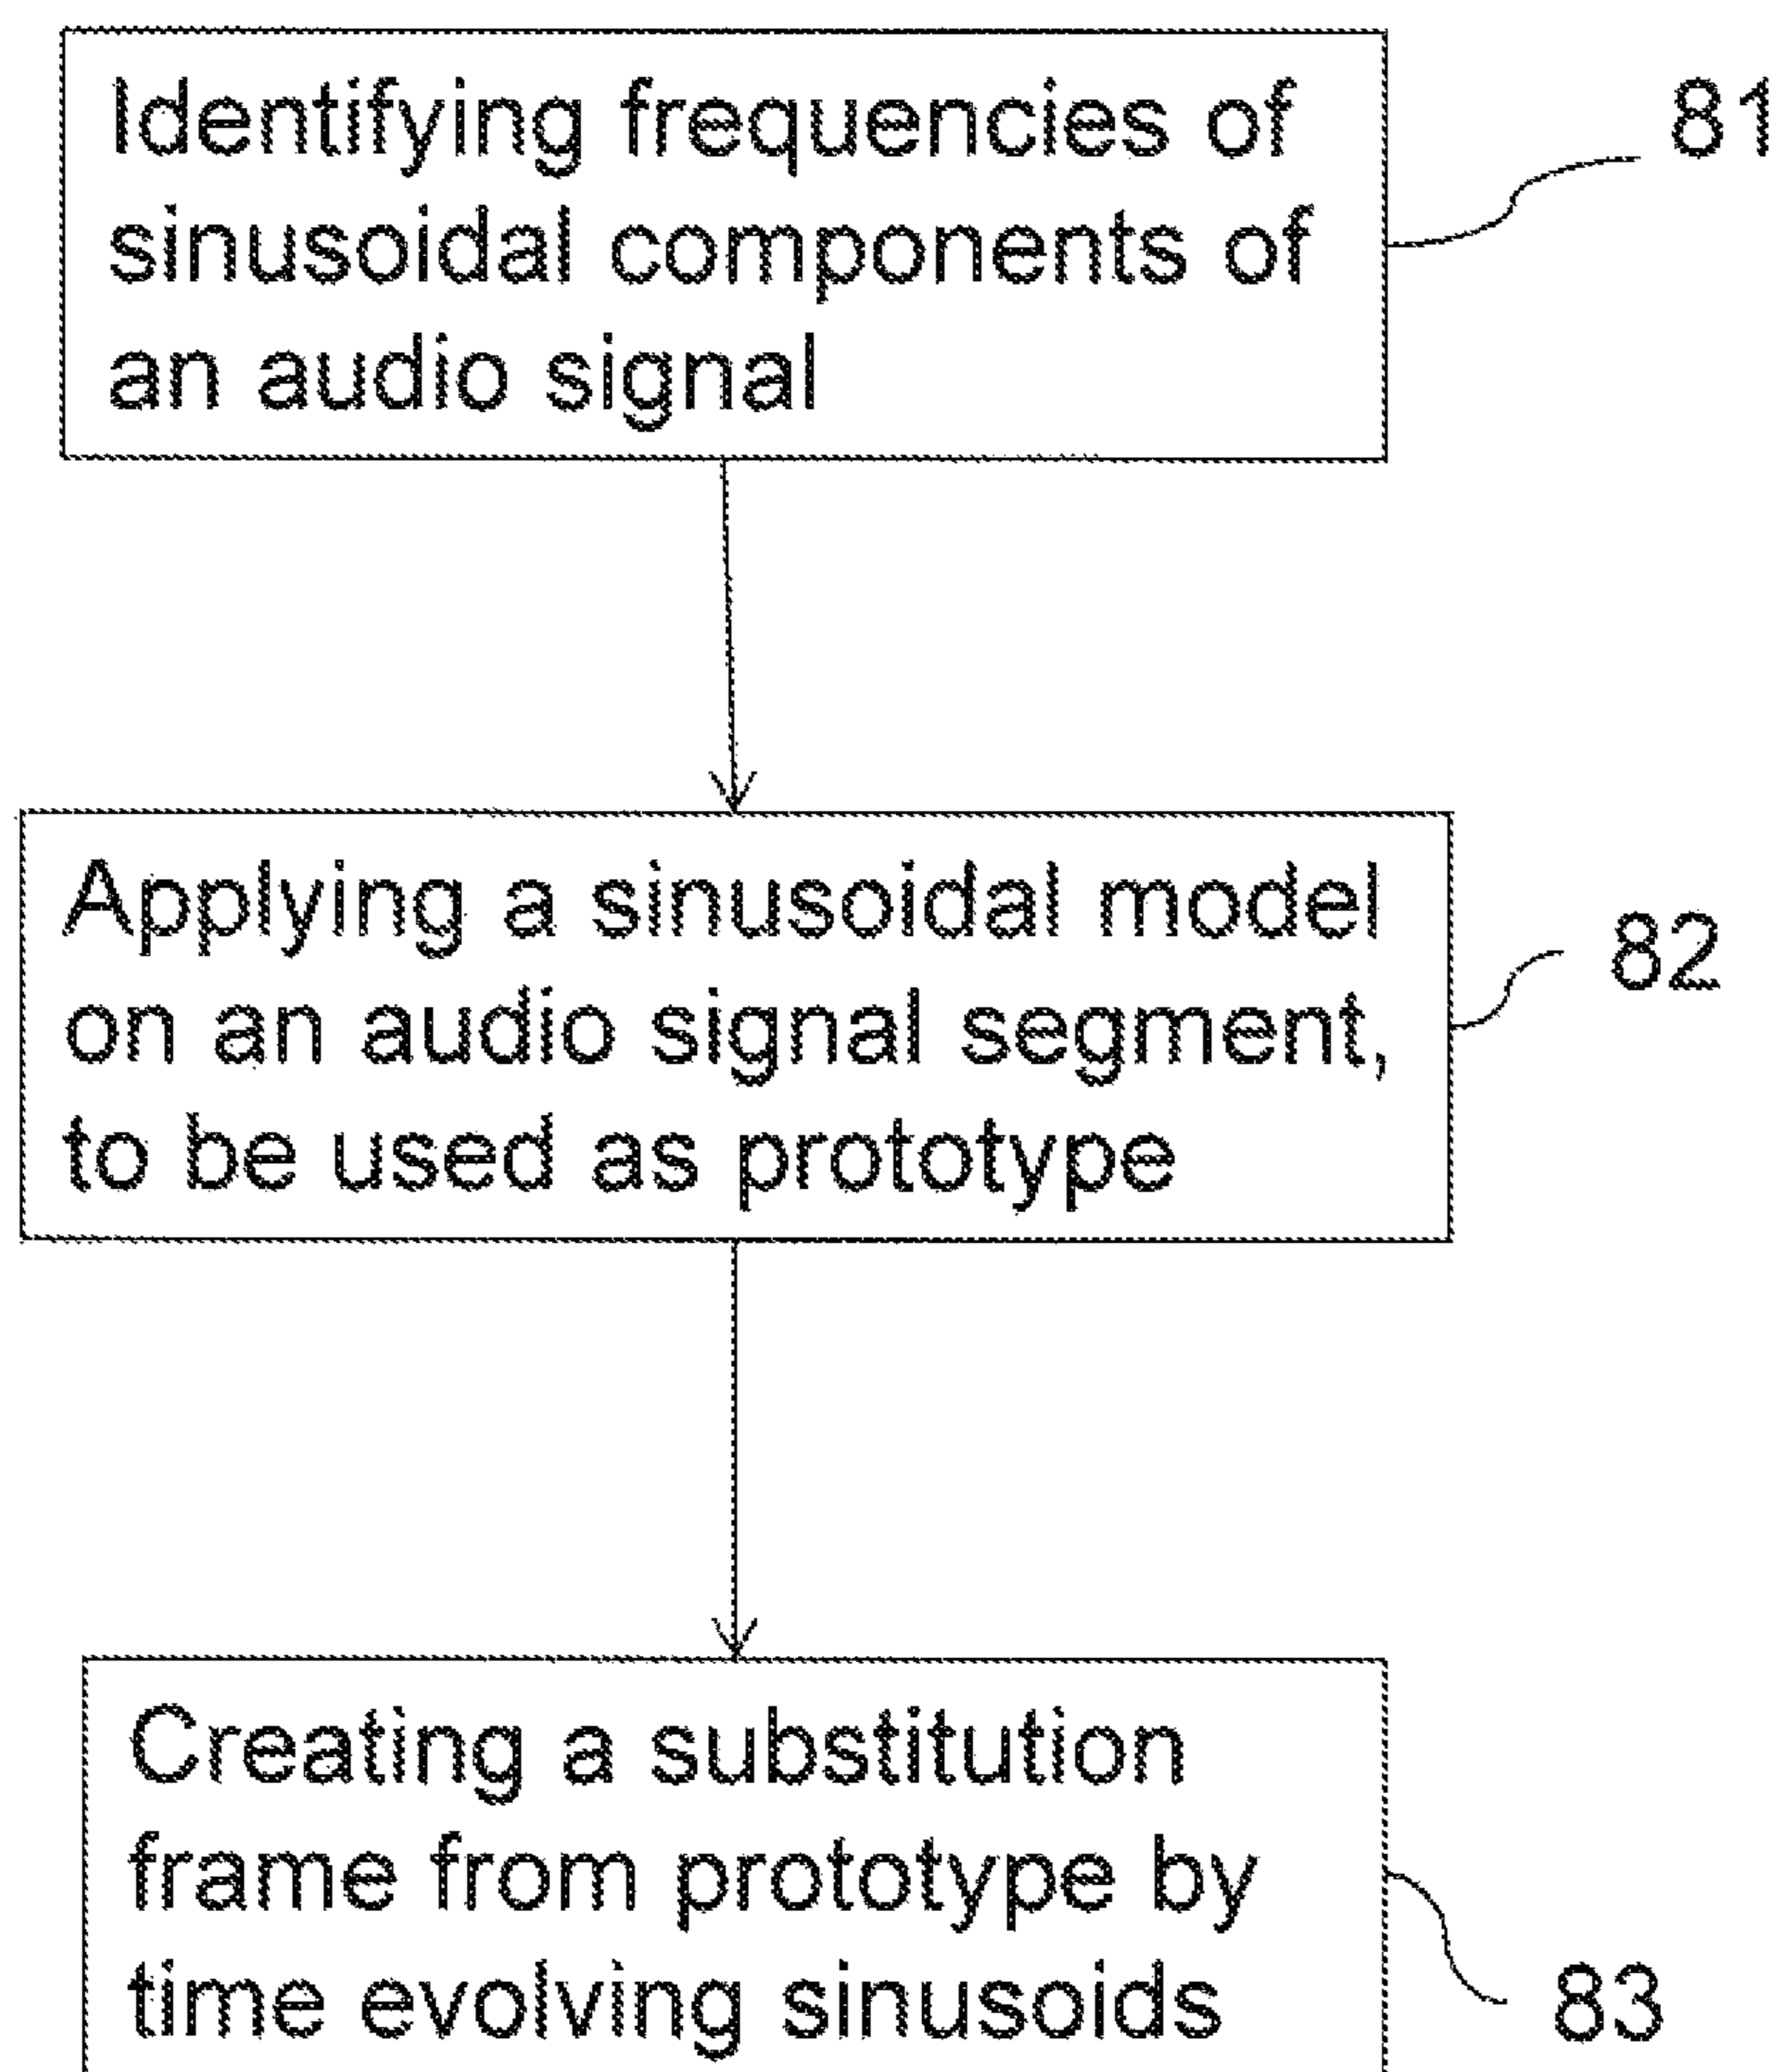 Identifying frequencies of
sinusoidal components of
an audio signal
81
Applying a sinusoidal model
on an audio signal segment,
to be used as prototype
82
Creating a substitution
frame from prototype by
time evolving sinusoids
83